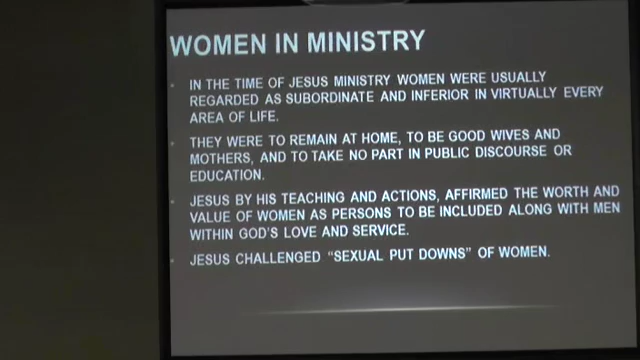 WOMEN IN MINISTRY
• IN THE TIME OF JESUS MINISTRY WOMEN WERE USUALLY
REGARDED AS SUBORDINATE AND INFERIOR IN VIRTUALLY EVERY
AREA OF LIFE.
• THEY WERE TO REMAIN AT HOME, TO BE GOOD WIVES AND
MOTHERS, AND TO TAKE NO PART IN PUBLIC DISCOURSE OR
EDUCATION.
• JESUS BY HIS TEACHING AND ACTIONS, AFFIRMED THE WORTH AND
VALUE OF WOMEN AS PERSONS TO BE INCLUDED ALONG WITH MEN
WITHIN GOD'S LOVE AND SERVICE.
• JESUS CHALLENGED “SEXUAL PUT DOWNS” OF WOMEN.